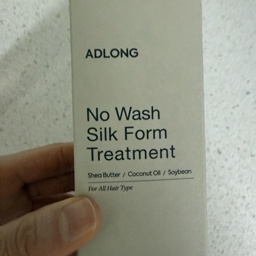 ADLONG
No Wash
Silk Form
Treatment
Shea Butter / Coconut Oil / Soybean
For All Hair Type